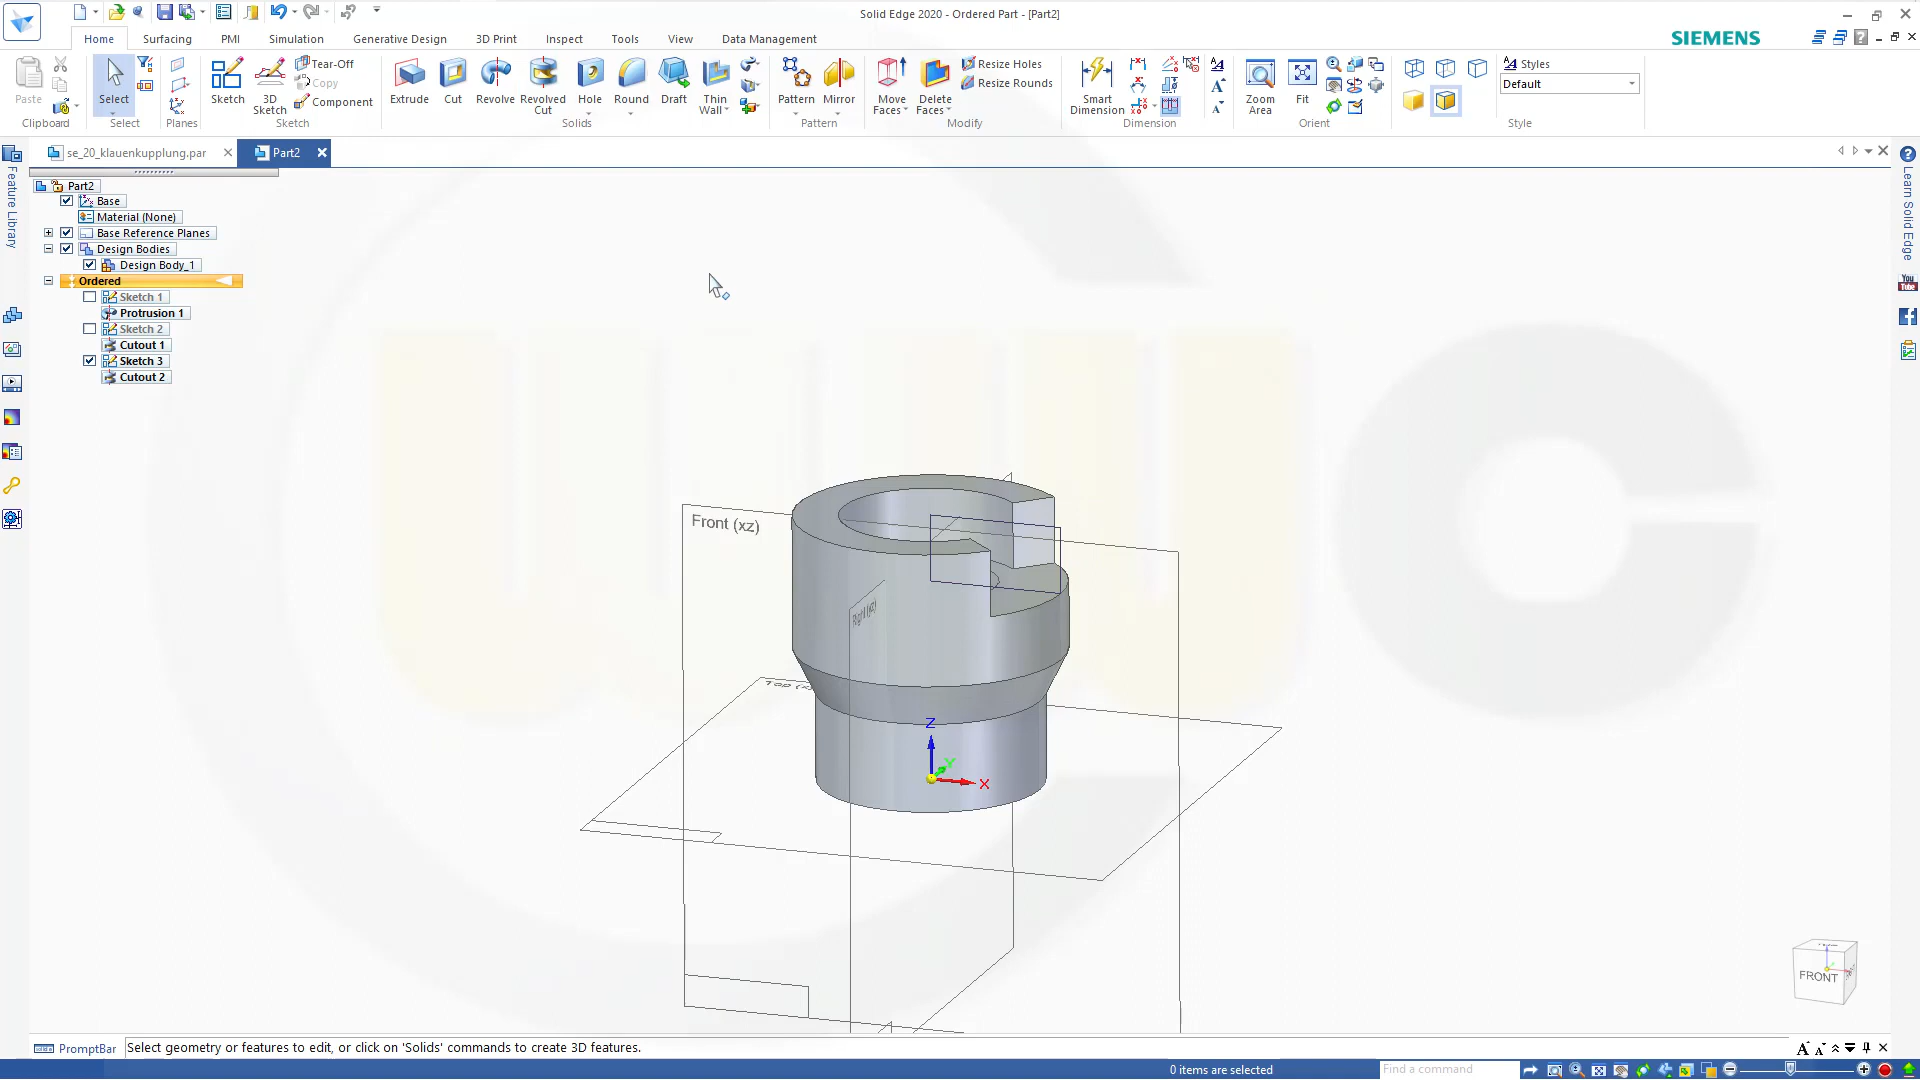 Solid Edge 2020 - Ordered Part - [Part2]
Home
Surfacing
PMI
Simulation
Generative Design
3D Print
Inspect
Tools
View
Data Management
SIEMENS
Paste
Clipboard
Select
Select
Planes
Sketch
3D Sketch
Tear-Off
Copy
Component
Sketch
Extrude
Cut
Revolve
Revolved Cut
Hole
Round
Draft
Thin Wall
Solids
Pattern
Mirror
Pattern
Move Faces
Delete Faces
Resize Holes
Resize Rounds
Modify
Smart Dimension
Dimension
Zoom Area
Fit
Orient
Styles
Default
Style
se_20_klauenkupplung.par
Part2
Feature Library
Learn Solid Edge
You Tube
Part2
Base
Material (None)
Base Reference Planes
Design Bodies
Design Body_1
Ordered
Sketch 1
Protrusion 1
Sketch 2
Cutout 1
Sketch 3
Cutout 2
Front (xz)
Right (yz)
Z
Y
X
FRONT
PromptBar
Select geometry or features to edit, or click on 'Solids' commands to create 3D features.
0 items are selected
Find a command